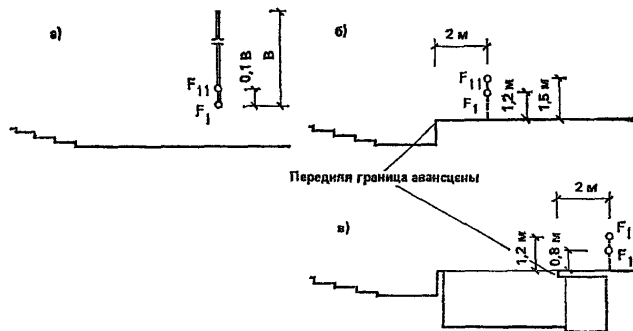 а)
F11
F1
0,1 В
В
б)
2 м
F11
F1
1,2 м
1,5 м
Передняя граница авансцены
в)
2 м
1,2 м
0,8 м
F1
F1